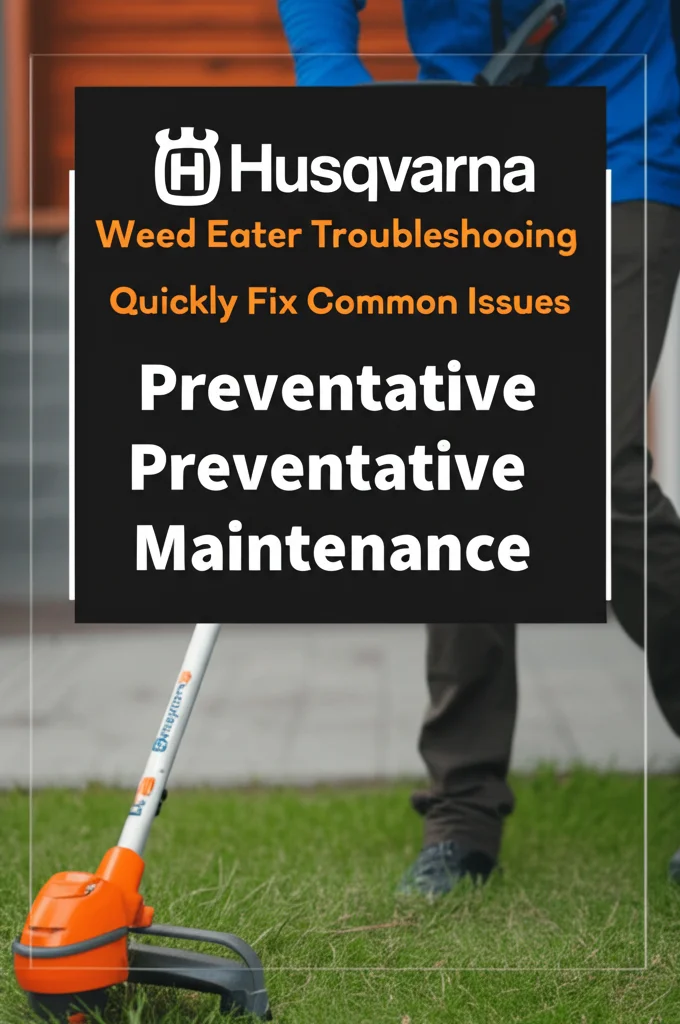 Husqvarna
Weed Eater Troubleshooing
Quickly Fix Common Issues
Preventative
Preventative
Maintenance